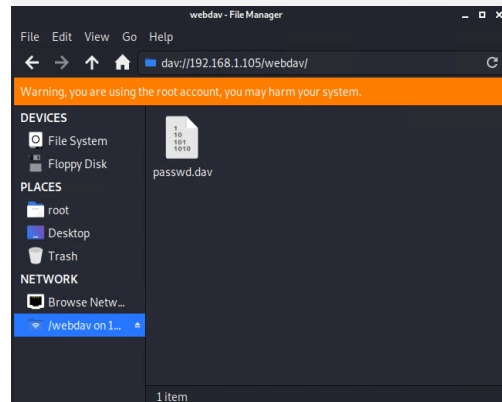 webdav - File Manager
File Edit View Go Help
dav://192.168.1.105/webdav/
Warning, you are using the root account, you may harm your system.
DEVICES
File System
Floppy Disk
PLACES
root
Desktop
Trash
NETWORK
Browse Netw...
/webdav on 1...
1
10
101
1010
passwd.dav
1 item